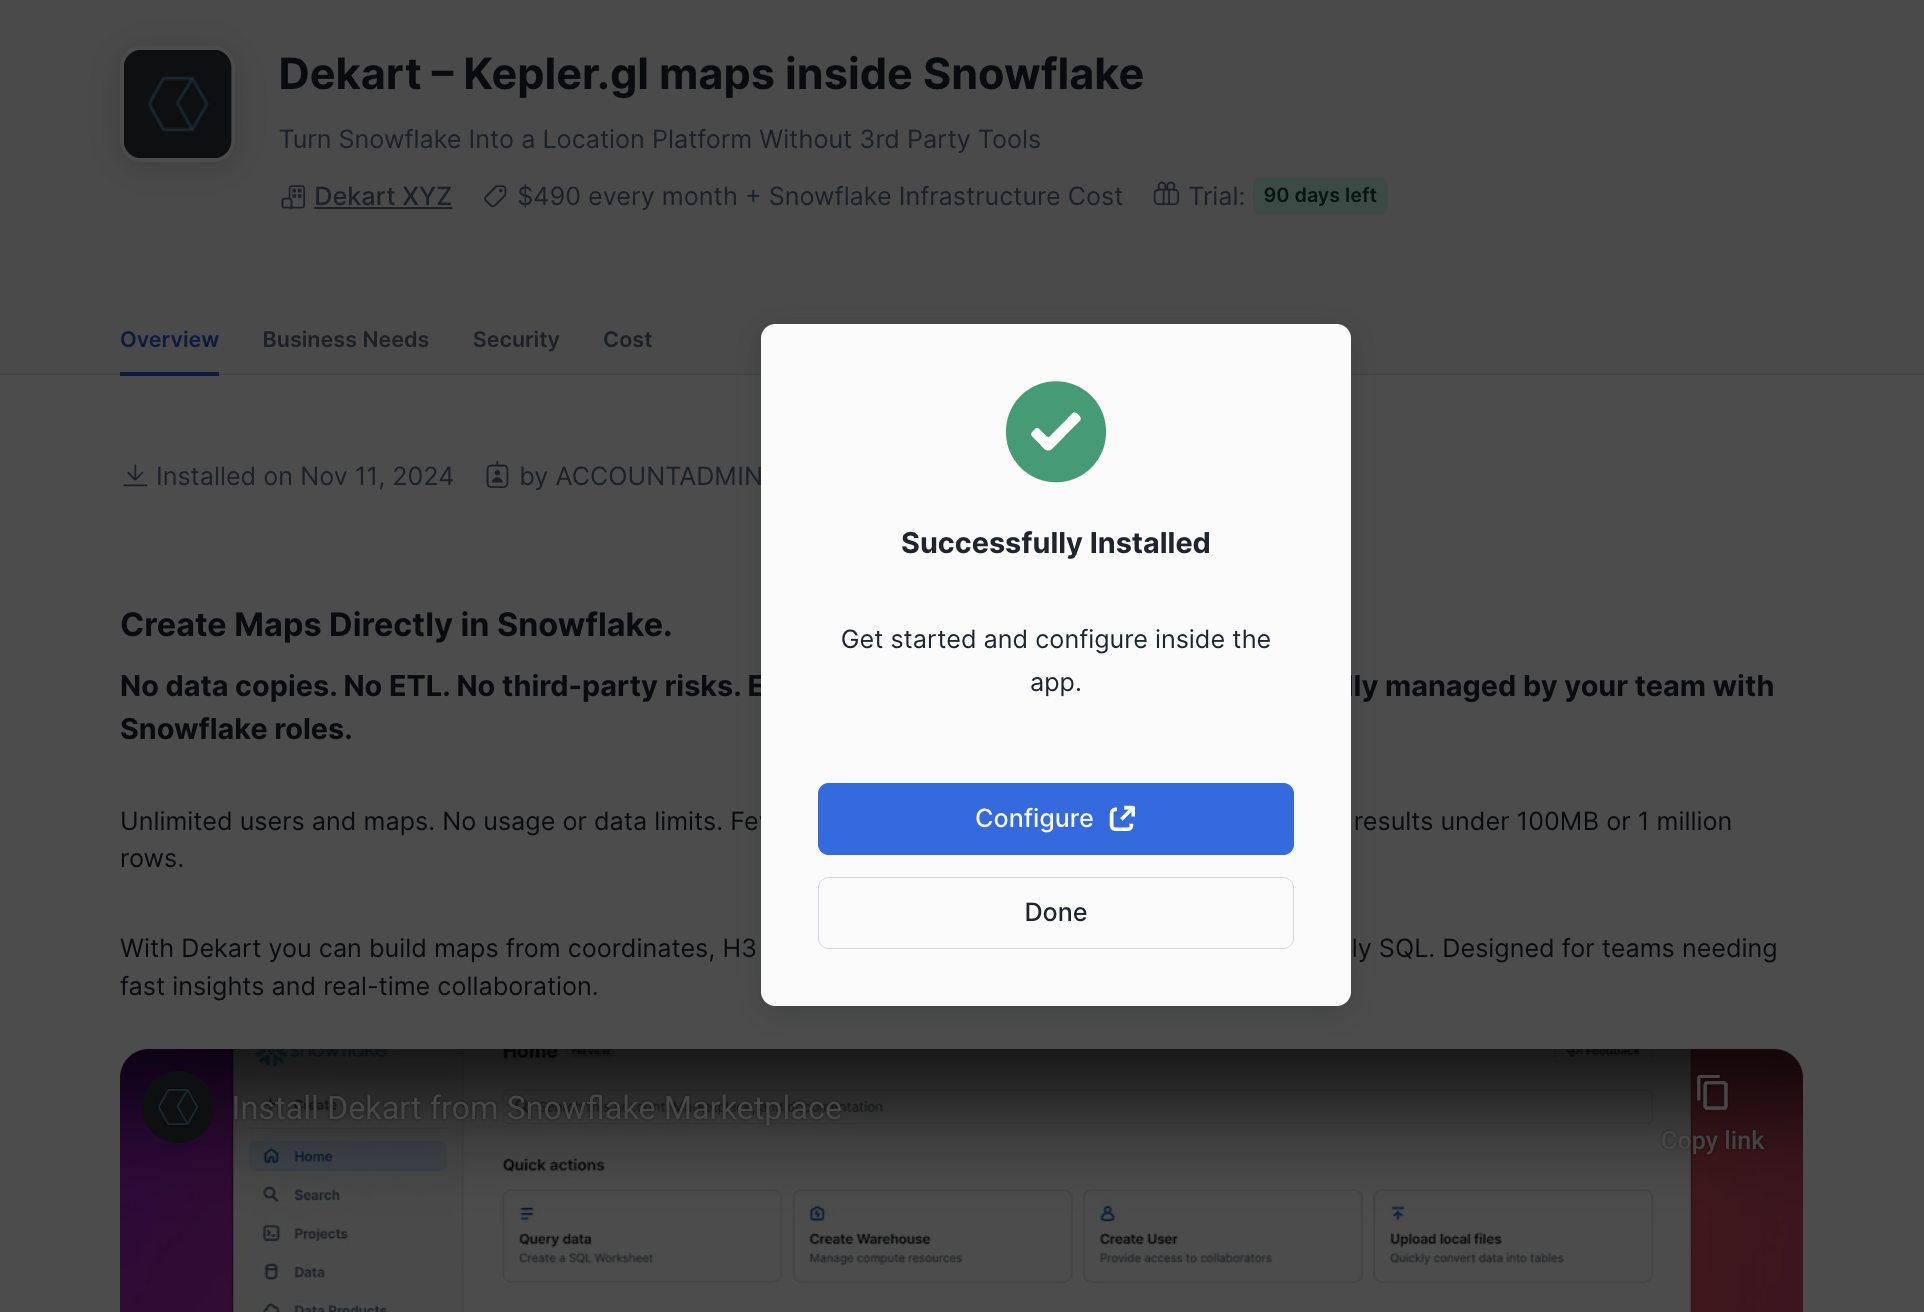 Dekart – Kepler.gl maps inside Snowflake
Turn Snowflake Into a Location Platform Without 3rd Party Tools
Dekart XYZ $490 every month + Snowflake Infrastructure Cost Trial: 90 days left
Overview Business Needs Security Cost
Installed on Nov 11, 2024 by ACCOUNTADMIN
Successfully Installed
Get started and configure inside the
app.
Configure
Done
Create Maps Directly in Snowflake.
No data copies. No ETL. No third-party risks. ly managed by your team with
Snowflake roles.
Unlimited users and maps. No usage or data limits. results under 100MB or 1 million
rows.
With Dekart you can build maps from coordinates, H3 ly SQL. Designed for teams needing
fast insights and real-time collaboration.
snowflake Home PREVIEW Feedback
Install Dekart from Snowflake Marketplace
Copy link
Home
Search
Projects
Data
Data Products
Quick actions
Query data
Create a SQL Worksheet
Create Warehouse
Manage compute resources
Create User
Provide access to collaborators
Upload local files
Quickly convert data into tables